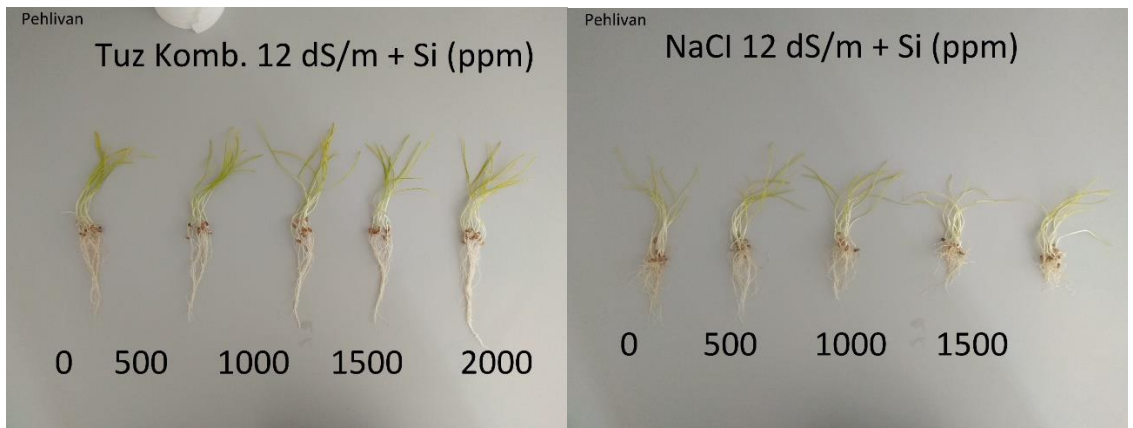 Pehlivan
Tuz Komb. 12 dS/m + Si (ppm)
0 500 1000 1500 2000
Pehlivan
NaCI 12 dS/m + Si (ppm)
0 500 1000 1500